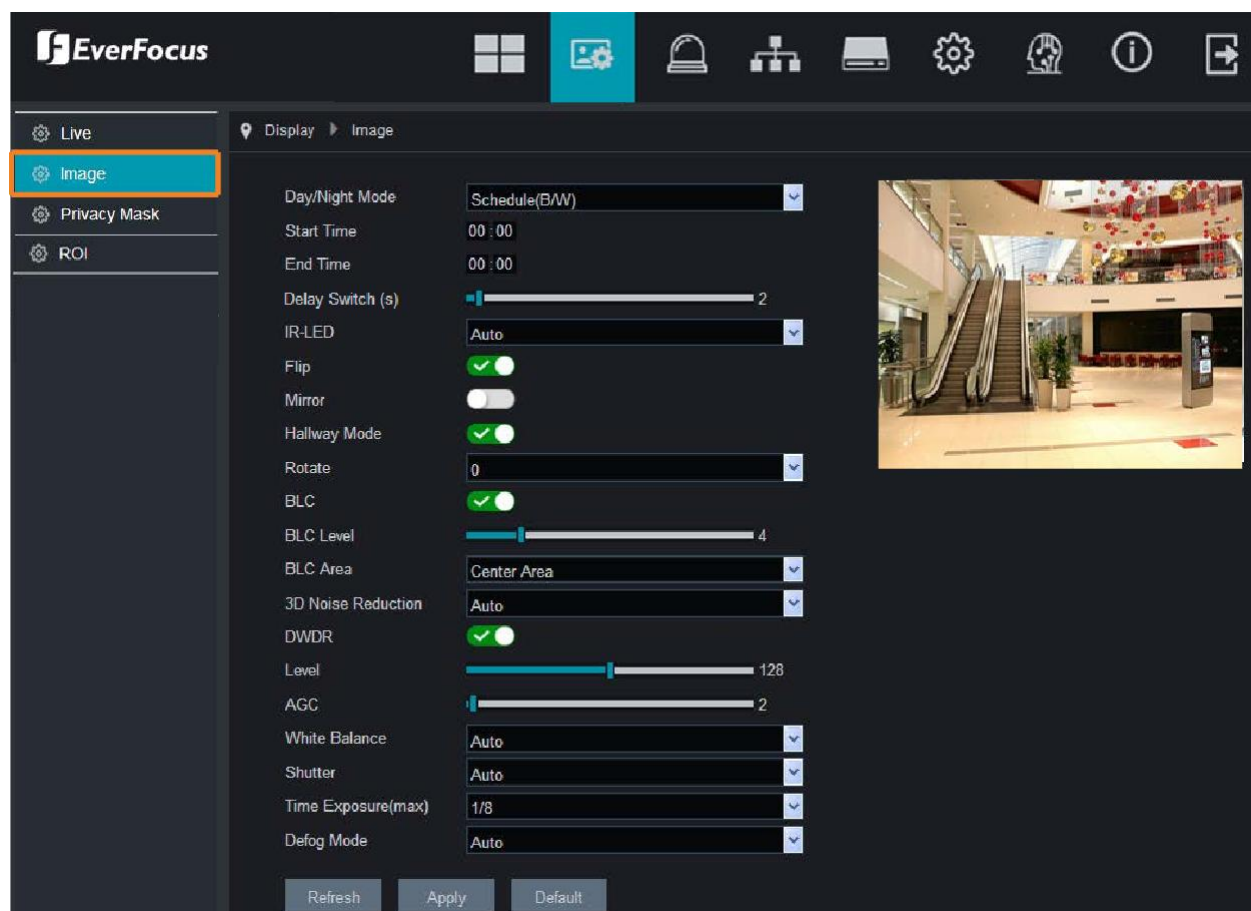 EverFocus
Live
Image
Privacy Mask
ROI
Display Image
Day/Night Mode Schedule(B/W)
Start Time 00:00
End Time 00:00
Delay Switch (s) 2
IR-LED Auto
Flip
Mirror
Hallway Mode
Rotate 0
BLC
BLC Level 4
BLC Area Center Area
3D Noise Reduction Auto
DWDR
Level 128
AGC 2
White Balance Auto
Shutter Auto
Time Exposure(max) 1/8
Defog Mode Auto
Refresh Apply Default